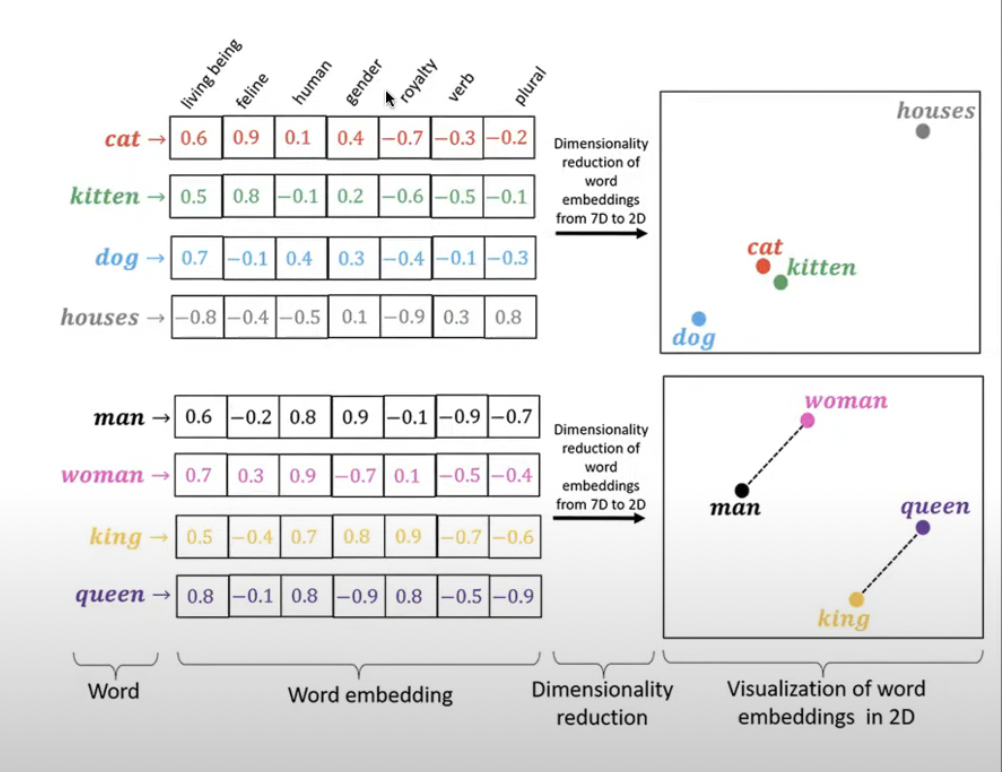 living being feline human gender royalty verb plural
cat → 0.6 0.9 0.1 0.4 −0.7 −0.3 −0.2
kitten → 0.5 0.8 −0.1 0.2 −0.6 −0.5 −0.1
dog → 0.7 −0.1 0.4 0.3 −0.4 −0.1 −0.3
houses → −0.8 −0.4 −0.5 0.1 −0.9 0.3 0.8
Dimensionality
reduction of
word
embeddings
from 7D to 2D
houses
cat
kitten
dog
man → 0.6 −0.2 0.8 0.9 −0.1 −0.9 −0.7
woman → 0.7 0.3 0.9 −0.7 0.1 −0.5 −0.4
king → 0.5 −0.4 0.7 0.8 0.9 −0.7 −0.6
queen → 0.8 −0.1 0.8 −0.9 0.8 −0.5 −0.9
Dimensionality
reduction of
word
embeddings
from 7D to 2D
woman
man
queen
king
Word
Word embedding
Dimensionality
reduction
Visualization of word
embeddings in 2D